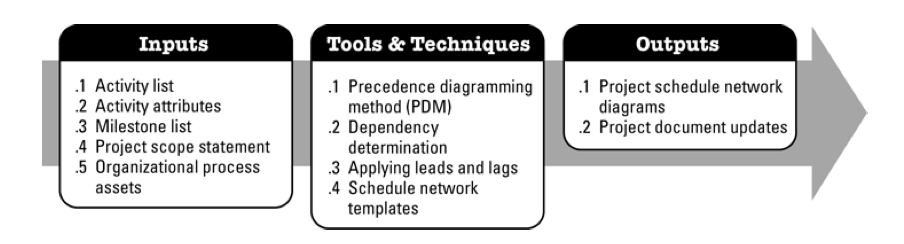 Inputs
.1 Activity list
.2 Activity attributes
.3 Milestone list
.4 Project scope statement
.5 Organizational process
assets
Tools & Techniques
.1 Precedence diagramming
method (PDM)
.2 Dependency
determination
.3 Applying leads and lags
.4 Schedule network
templates
Outputs
.1 Project schedule network
diagrams
.2 Project document updates